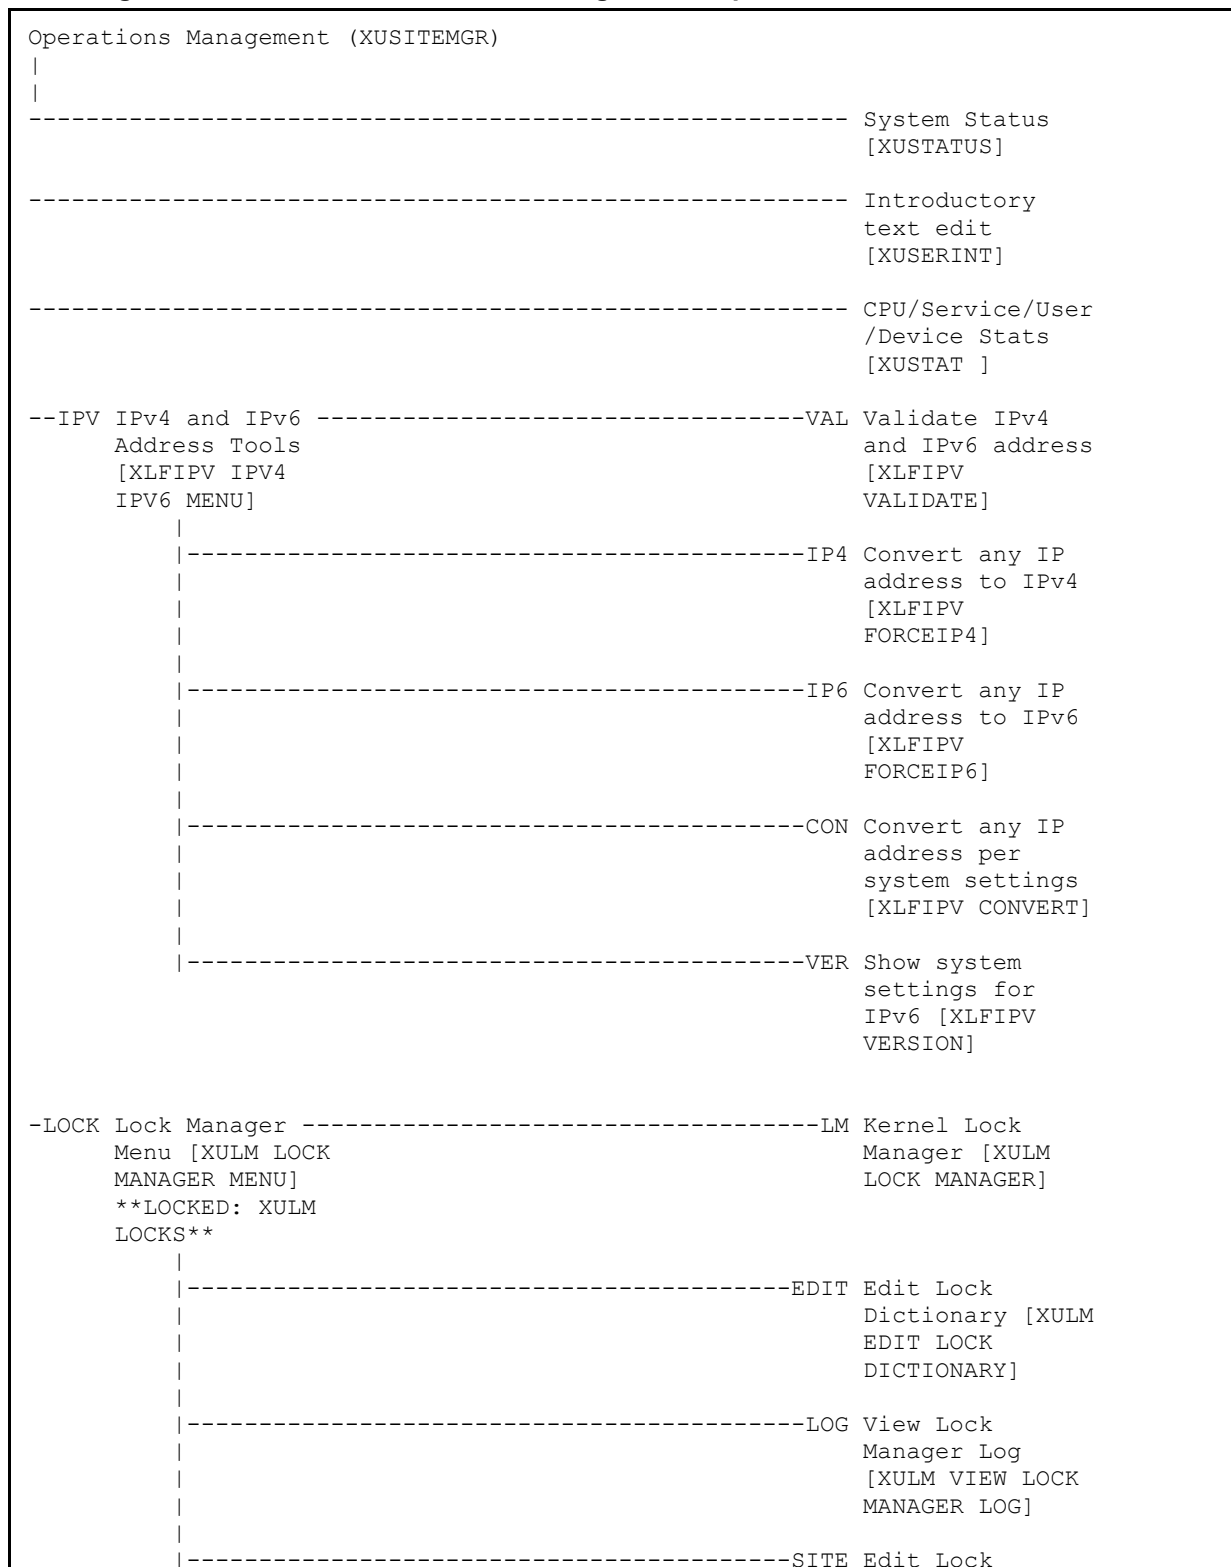 Operations Management (XUSITEMGR)
|
|
----------------------------------------------------------- System Status
[XUSTATUS]
----------------------------------------------------------- Introductory
text edit
[XUSERINT]
----------------------------------------------------------- CPU/Service/User
/Device Stats
[XUSTAT ]
--IPV IPv4 and IPv6 ----------------------------------VAL Validate IPv4
Address Tools and IPv6 address
[XLFIPV IPV4 [XLFIPV
IPV6 MENU] VALIDATE]
|
|-------------------------------------------IP4 Convert any IP
| address to IPv4
| [XLFIPV
| FORCEIP4]
|
|-------------------------------------------IP6 Convert any IP
| address to IPv6
| [XLFIPV
| FORCEIP6]
|
|-------------------------------------------CON Convert any IP
| address per
| system settings
| [XLFIPV CONVERT]
|
|-------------------------------------------VER Show system
settings for
IPv6 [XLFIPV
VERSION]
-LOCK Lock Manager ------------------------------------LM Kernel Lock
Menu [XULM LOCK Manager [XULM
MANAGER MENU] LOCK MANAGER]
**LOCKED: XULM
LOCKS**
|
|------------------------------------------EDIT Edit Lock
| Dictionary [XULM
| EDIT LOCK
| DICTIONARY]
|
|-------------------------------------------LOG View Lock
| Manager Log
| [XULM VIEW LOCK
| MANAGER LOG]
|
|------------------------------------------SITE Edit Lock